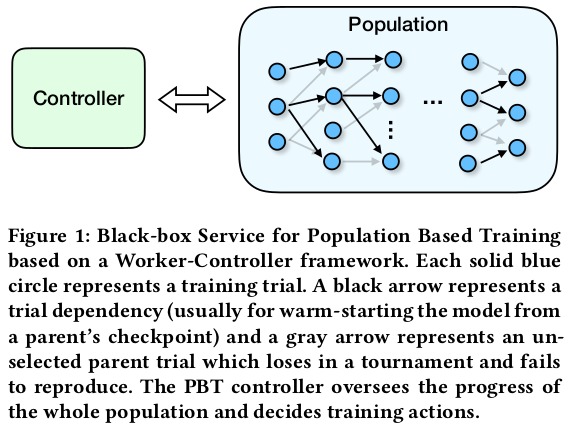 Population
Controller
...
Figure 1: Black-box Service for Population Based Training
based on a Worker-Controller framework. Each solid blue
circle represents a training trial. A black arrow represents a
trial dependency (usually for warm-starting the model from
a parent's checkpoint) and a gray arrow represents an un-
selected parent trial which loses in a tournament and fails
to reproduce. The PBT controller oversees the progress of
the whole population and decides training actions.